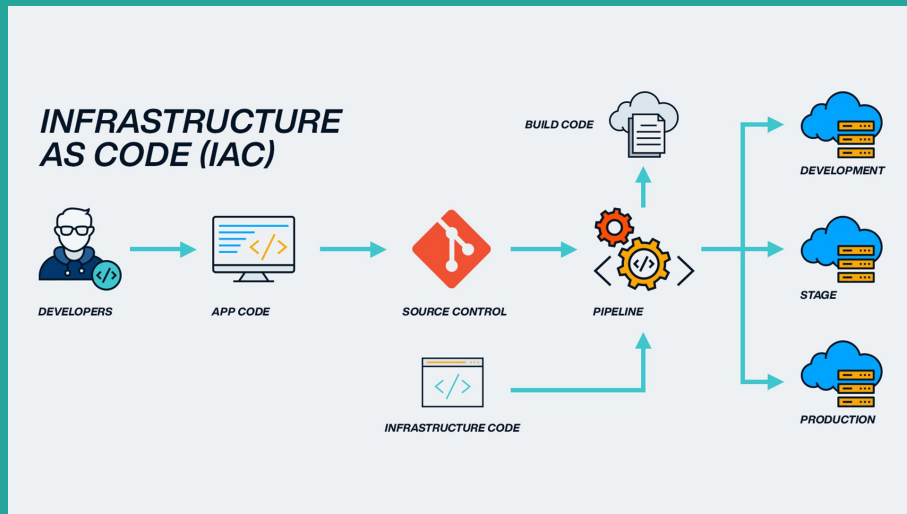 INFRASTRUCTURE
AS CODE (IAC)
BUILD CODE
DEVELOPMENT
DEVELOPERS
APP CODE
SOURCE CONTROL
PIPELINE
STAGE
INFRASTRUCTURE CODE
PRODUCTION